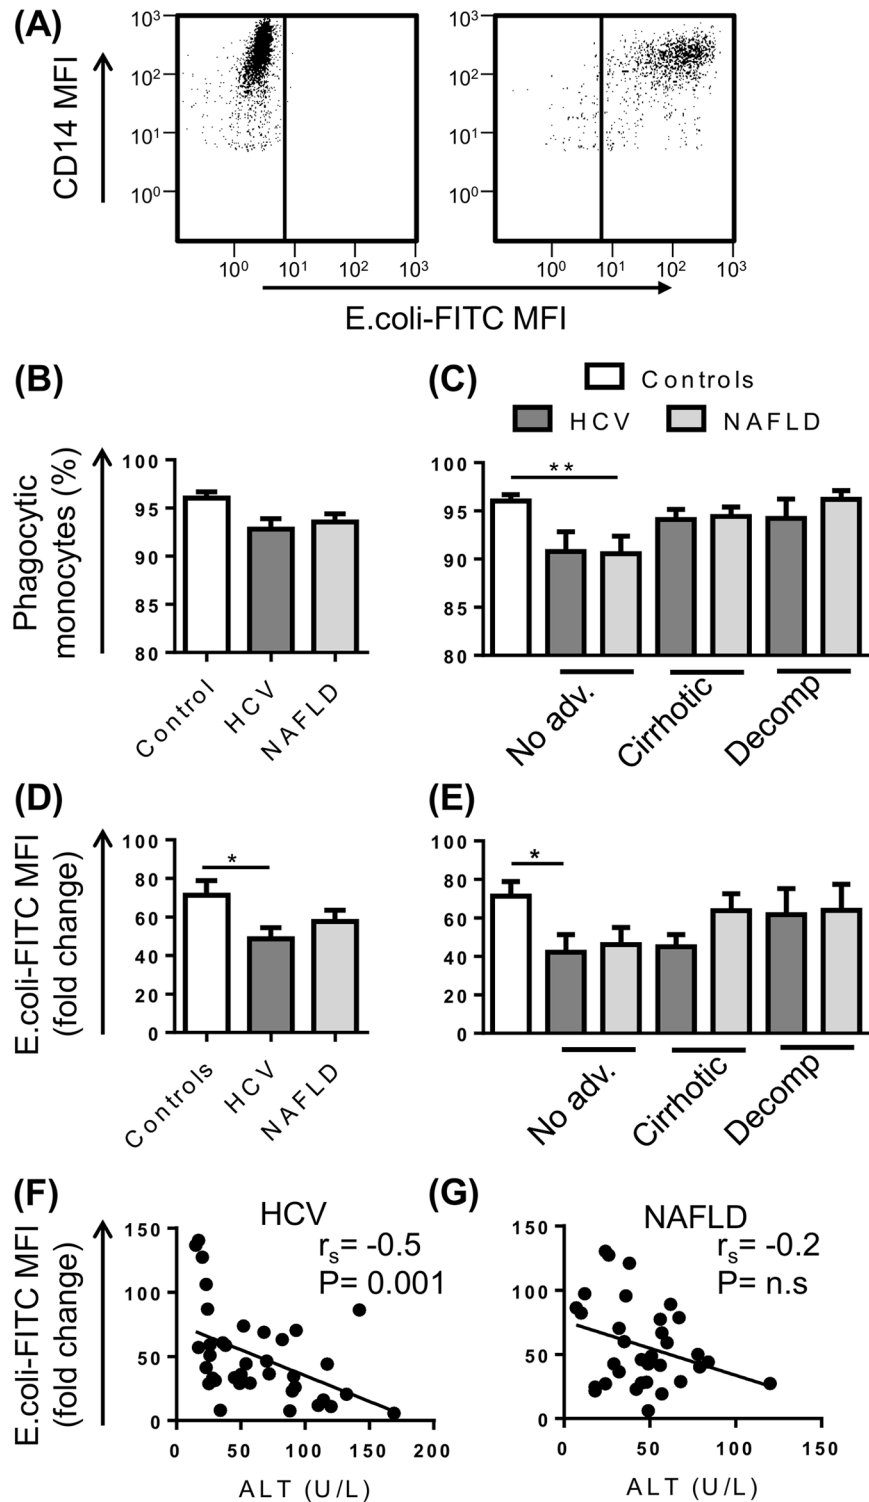 (A)
CD14 MFI
10³
10²
10¹
10⁰
10⁰ 10¹ 10² 10³
10³
10²
10¹
10⁰
10⁰ 10¹ 10² 10³
E.coli-FITC MFI
(B)
Phagocytic
monocytes (%)
100
95
90
85
80
Control
HCV
NAFLD
(C)
Controls
HCV NAFLD
100
95
90
85
80
**
No adv.
Cirrhotic
Decomp
(D)
E.coli-FITC MFI
(fold change)
100
80
60
40
20
0
*
Controls
HCV
NAFLD
(E)
100
80
60
40
20
0
*
No adv.
Cirrhotic
Decomp
(F)
E.coli-FITC MFI
(fold change)
HCV
rₛ= -0.5
P= 0.001
150
100
50
0
0 50 100 150 200
ALT (U/L)
(G)
NAFLD
rₛ= -0.2
P= n.s
150
100
50
0
0 50 100 150
ALT (U/L)